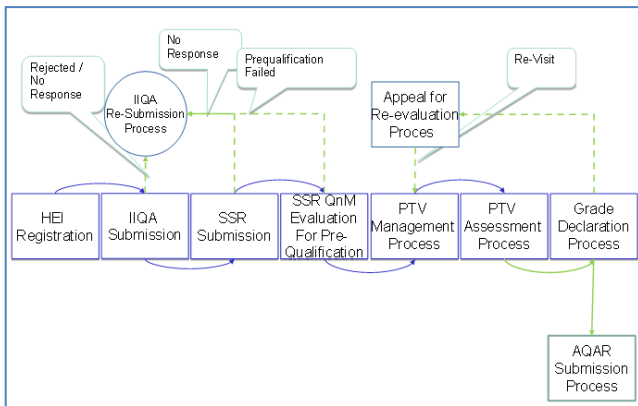 No
Response
Prequalification
Failed
Rejected /
No
Response
IIQA
Re-Submission
Process
Re-Visit
Appeal for
Re-evaluation
Proces
HEI
Registration
IIQA
Submission
SSR
Submission
SSR QnM
Evaluation
For Pre-
Qualification
PTV
Management
Process
PTV
Assessment
Process
Grade
Declaration
Process
AQAR
Submission
Process